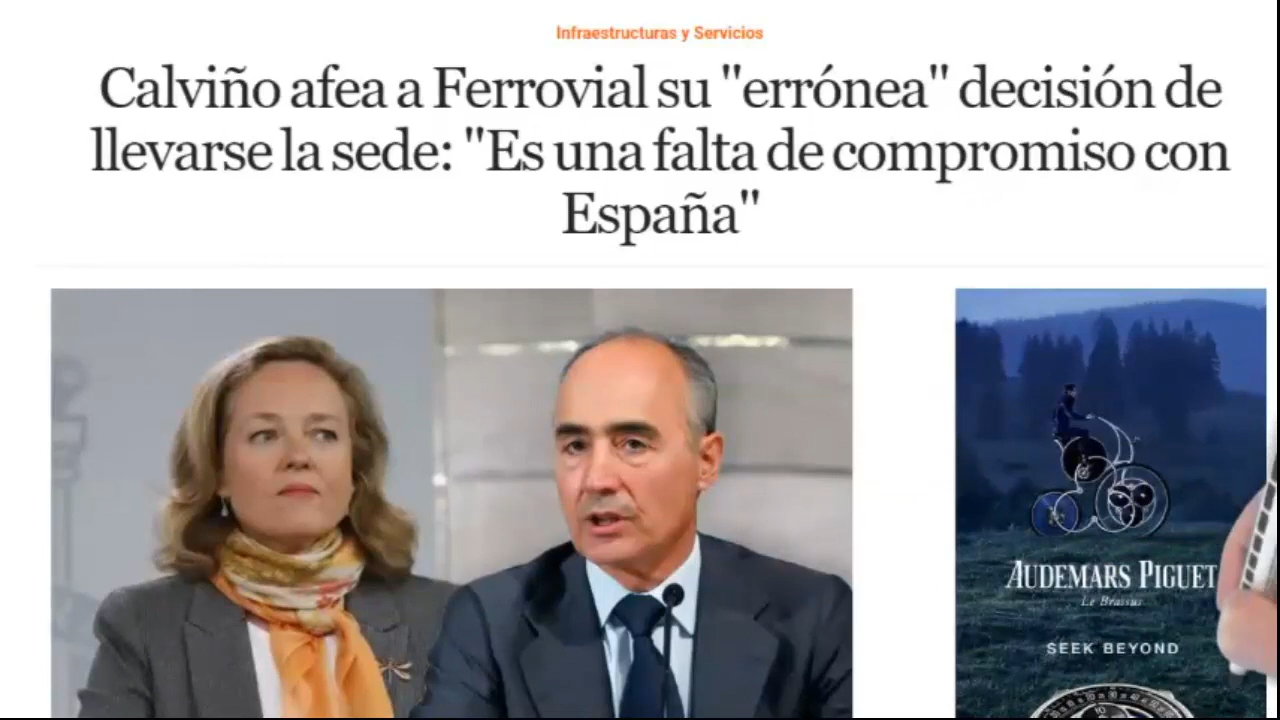 Infraestructuras y Servicios
Calviño afea a Ferrovial su "errónea" decisión de
llevarse la sede: "Es una falta de compromiso con
España"
AUDEMARS PIGUET
Le Brassus
SEEK BEYOND